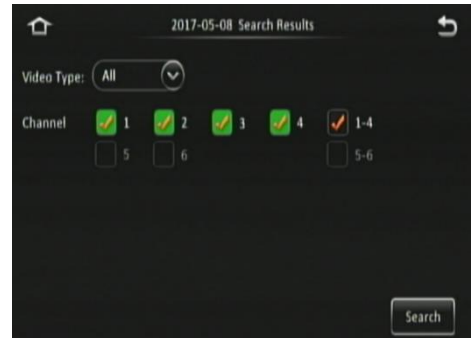 2017-05-08 Search Results
Video Type: All
Channel 1 2 3 4 1-4
5 6 5-6
Search